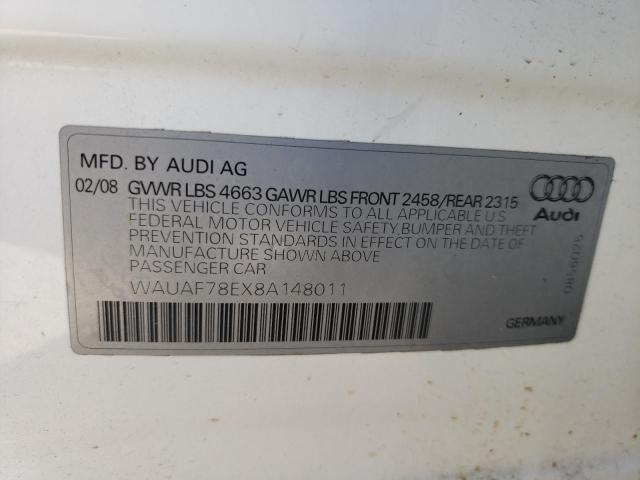 MFD. BY AUDI AG
02/08 GVWR LBS 4663 GAWR LBS FRONT 2458/REAR 2315
THIS VEHICLE CONFORMS TO ALL APPLICABLE U S
FEDERAL MOTOR VEHICLE SAFETY, BUMPER AND THEFT
PREVENTION STANDARDS IN EFFECT ON THE DATE OF
MANUFACTURE SHOWN ABOVE
PASSENGER CAR
WAUAF78EX8A148011
Audi
GERMANY